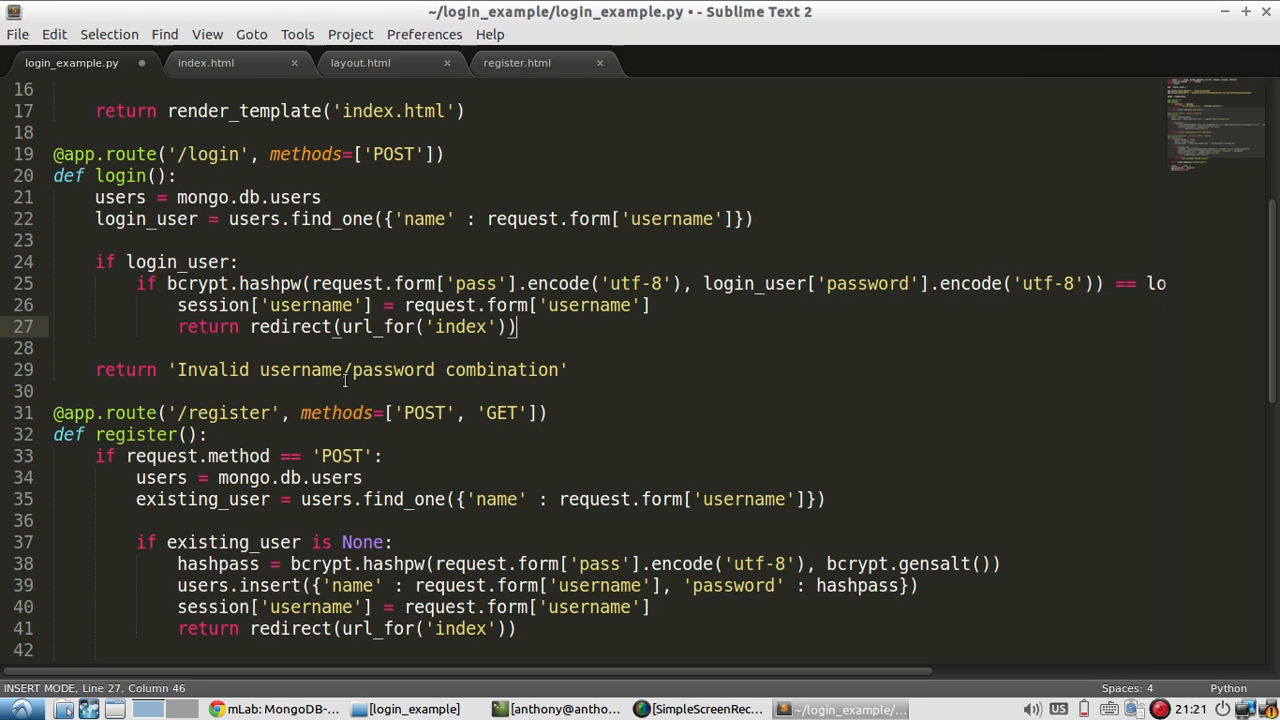 ~/login_example/login_example.py • - Sublime Text 2
File Edit Selection Find View Goto Tools Project Preferences Help
login_example.py index.html layout.html register.html
16
17 return render_template('index.html')
18
19 @app.route('/login', methods=['POST'])
20 def login():
21 users = mongo.db.users
22 login_user = users.find_one({'name' : request.form['username']})
23
24 if login_user:
25 if bcrypt.hashpw(request.form['pass'].encode('utf-8'), login_user['password'].encode('utf-8')) == lo
26 session['username'] = request.form['username']
27 return redirect(url_for('index'))
28
29 return 'Invalid username/password combination'
30
31 @app.route('/register', methods=['POST', 'GET'])
32 def register():
33 if request.method == 'POST':
34 users = mongo.db.users
35 existing_user = users.find_one({'name' : request.form['username']})
36
37 if existing_user is None:
38 hashpass = bcrypt.hashpw(request.form['pass'].encode('utf-8'), bcrypt.gensalt())
39 users.insert({'name' : request.form['username'], 'password' : hashpass})
40 session['username'] = request.form['username']
41 return redirect(url_for('index'))
42
INSERT MODE, Line 27, Column 46 Spaces: 4 Python
mLab: MongoDB-... [login_example] [anthony@antho... [SimpleScreenRec... ~/login_example/... US 21:21